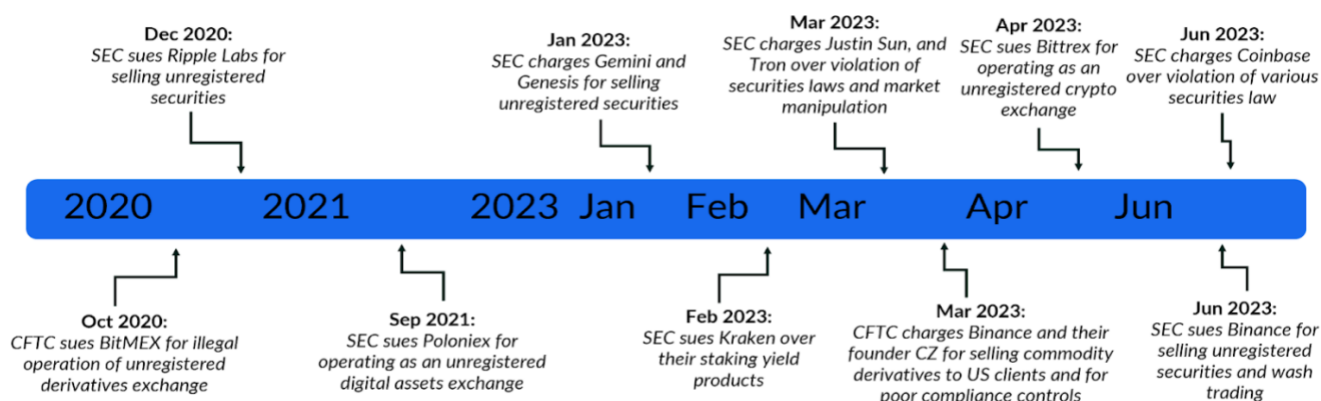 Dec 2020:
SEC sues Ripple Labs for
selling unregistered
securities
Jan 2023:
SEC charges Gemini and
Genesis for selling
unregistered securities
Mar 2023:
SEC charges Justin Sun, and
Tron over violation of
securities laws and market
manipulation
Apr 2023:
SEC sues Bittrex for
operating as an
unregistered crypto
exchange
Jun 2023:
SEC charges Coinbase
over violation of various
securities law
2020 2021 2023 Jan Feb Mar Apr Jun
Oct 2020:
CFTC sues BitMEX for illegal
operation of unregistered
derivatives exchange
Sep 2021:
SEC sues Poloniex for
operating as an unregistered
digital assets exchange
Feb 2023:
SEC sues Kraken over
their staking yield
products
Mar 2023:
CFTC charges Binance and their
founder CZ for selling commodity
derivatives to US clients and for
poor compliance controls
Jun 2023:
SEC sues Binance for
selling unregistered
securities and wash
trading